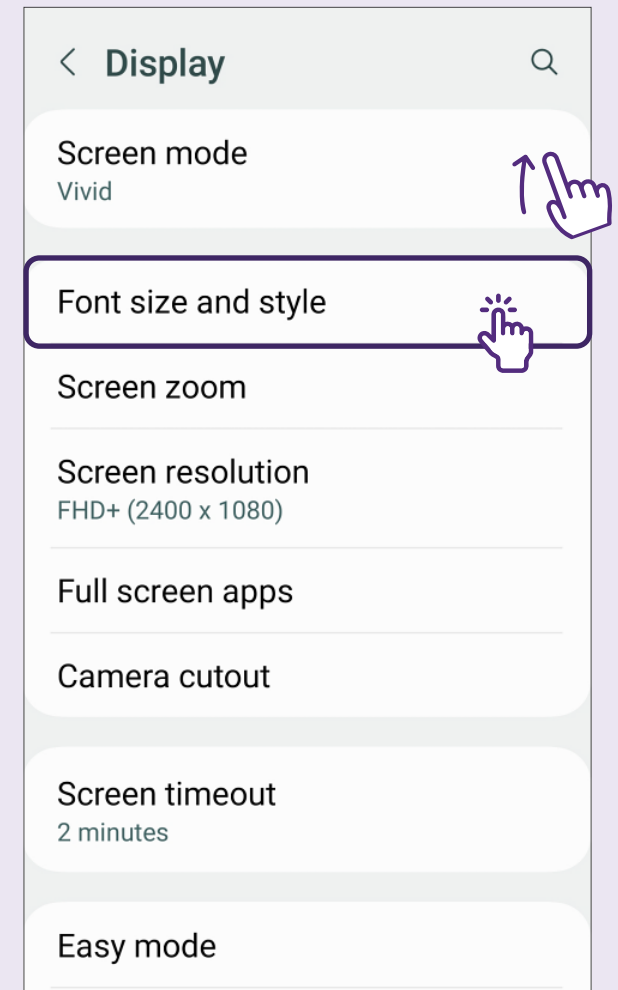 Display
Screen mode
Vivid
Font size and style
Screen zoom
Screen resolution
FHD+ (2400 x 1080)
Full screen apps
Camera cutout
Screen timeout
2 minutes
Easy mode